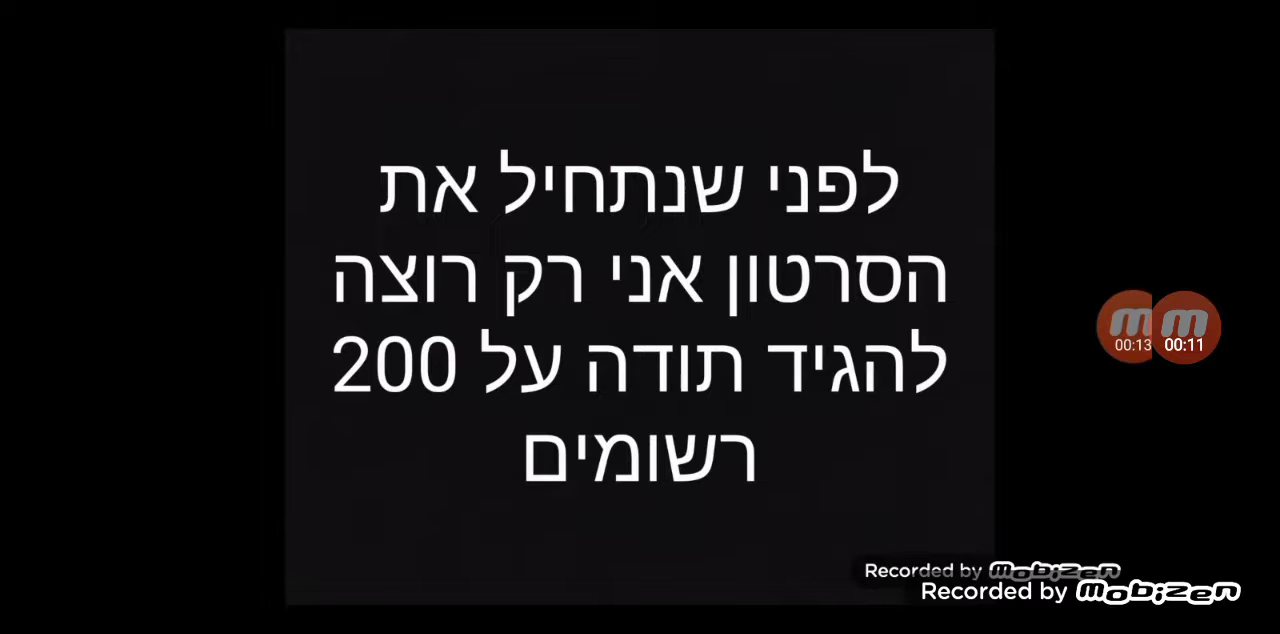 לפני שנתחיל את
הסרטון אני רק רוצה
להגיד תודה על 200
רשומים
00:13
00:11
Recorded by Mobizen
Recorded by Mobizen